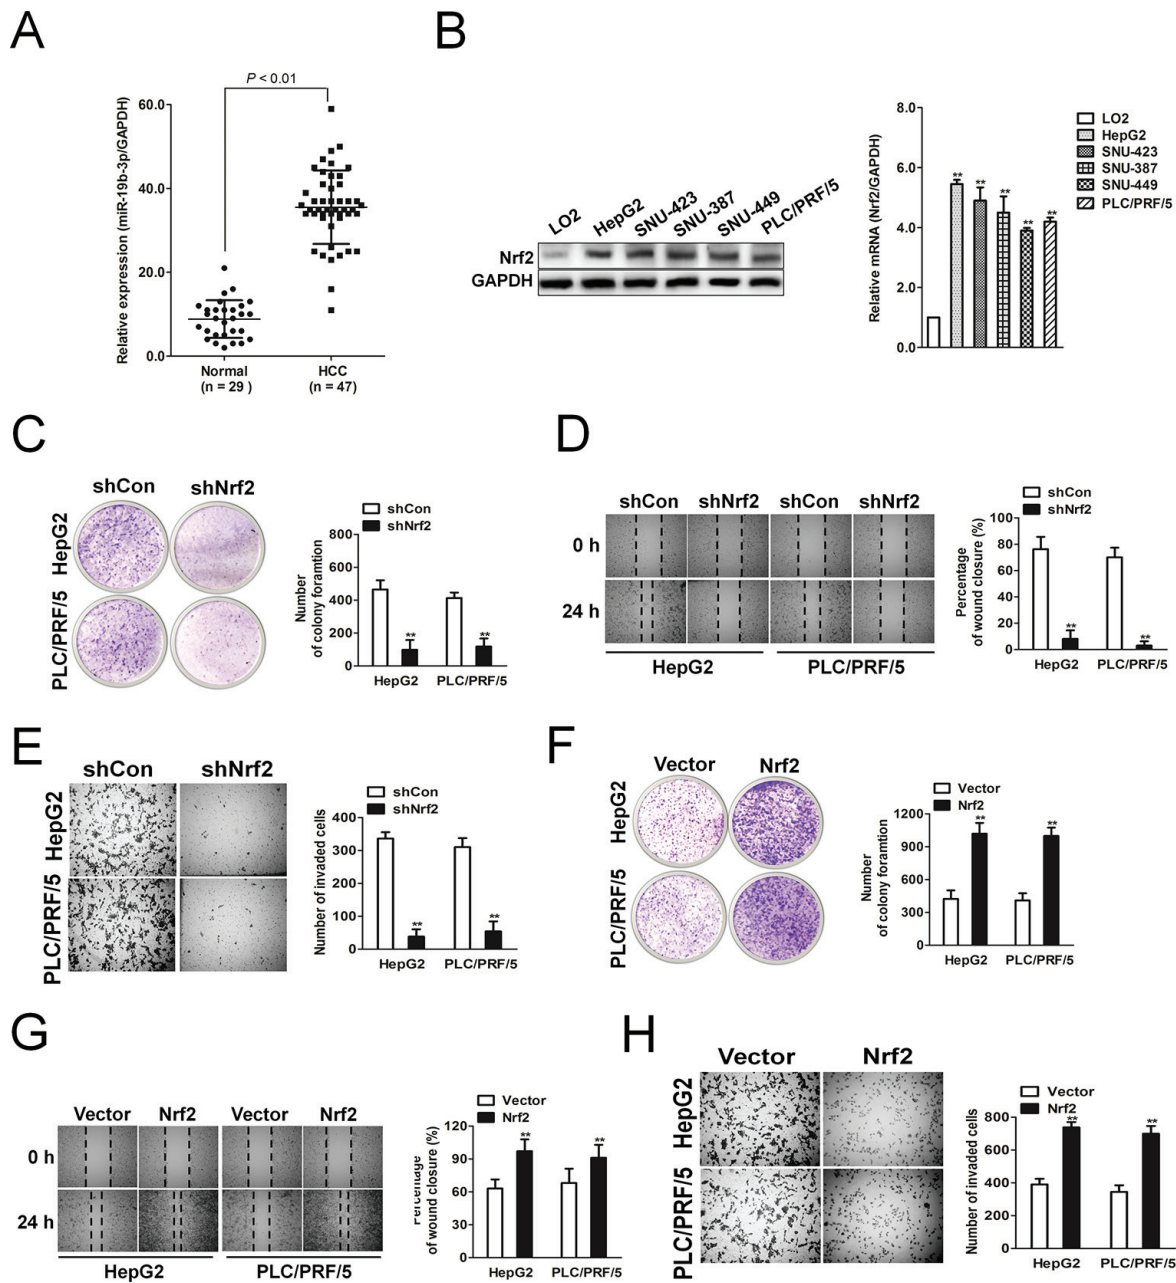 A
P < 0.01
Relative expression (miR-19b-3p/GAPDH)
60.0
40.0
20.0
0.0
Normal
(n = 29 )
HCC
(n = 47)
B
LO2
HepG2
SNU-423
SNU-387
SNU-449
PLC/PRF/5
Nrf2
GAPDH
Relative mRNA (Nrf2/GAPDH)
8.0
6.0
4.0
2.0
0.0
**
**
**
**
**
LO2
HepG2
SNU-423
SNU-387
SNU-449
PLC/PRF/5
C
shCon
shNrf2
HepG2
PLC/PRF/5
shCon
shNrf2
Number
of colony foramtion
800
600
400
200
0
**
**
HepG2
PLC/PRF/5
D
shCon
shNrf2
shCon
shNrf2
0 h
24 h
HepG2
PLC/PRF/5
shCon
shNrf2
Percentage
of wound closure (%)
100
80
60
40
20
0
**
**
HepG2
PLC/PRF/5
E
shCon
shNrf2
HepG2
PLC/PRF/5
shCon
shNrf2
Number of invaded cells
400
300
200
100
0
**
**
HepG2
PLC/PRF/5
F
Vector
Nrf2
HepG2
PLC/PRF/5
Vector
Nrf2
Number
of colony foramtion
1200
900
600
300
0
**
**
HepG2
PLC/PRF/5
G
Vector
Nrf2
Vector
Nrf2
0 h
24 h
HepG2
PLC/PRF/5
Vector
Nrf2
Percentage
of wound closure (%)
120
90
60
30
0
**
**
HepG2
PLC/PRF/5
H
Vector
Nrf2
HepG2
PLC/PRF/5
Vector
Nrf2
Number of invaded cells
800
600
400
200
0
**
**
HepG2
PLC/PRF/5